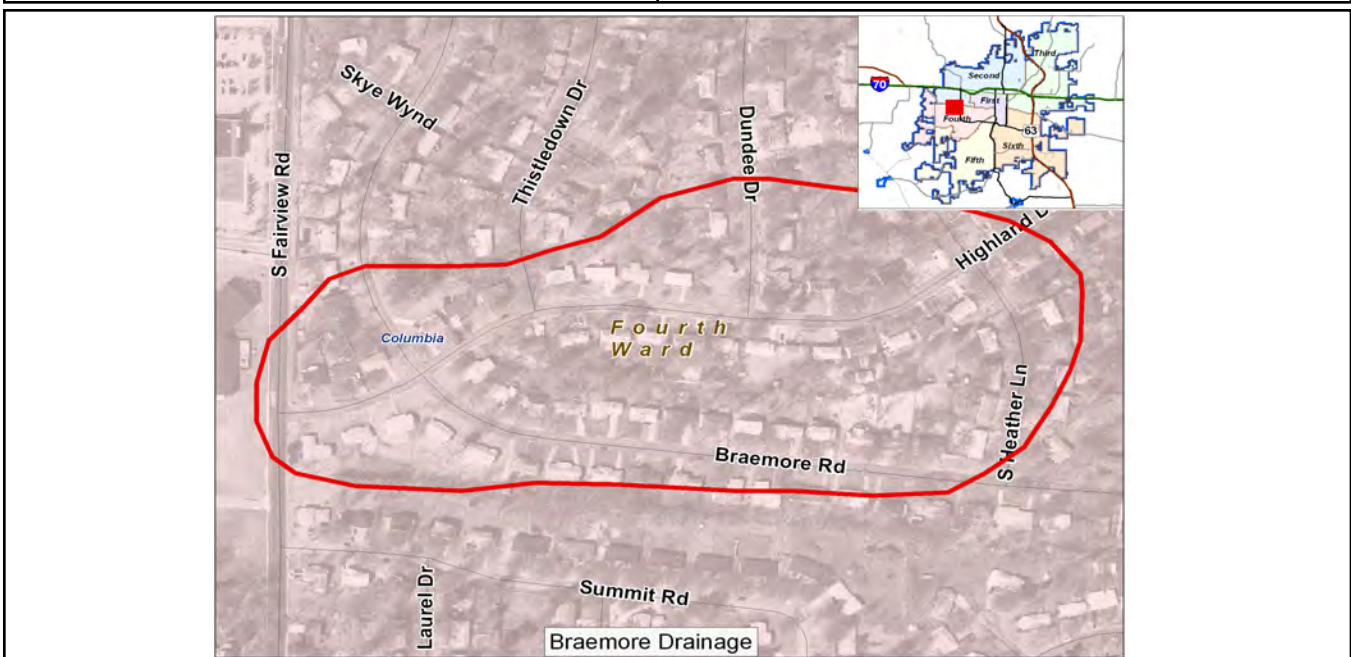 Skye Wynd
Thistledown Dr
Dundee Dr
S Fairview Rd
Highland D
Columbia
Fourth
Ward
S Heather Ln
Braemore Rd
Laurel Dr
Summit Rd
Braemore Drainage
70
Second
Third
First
Fourth
63
Sixth
Fifth